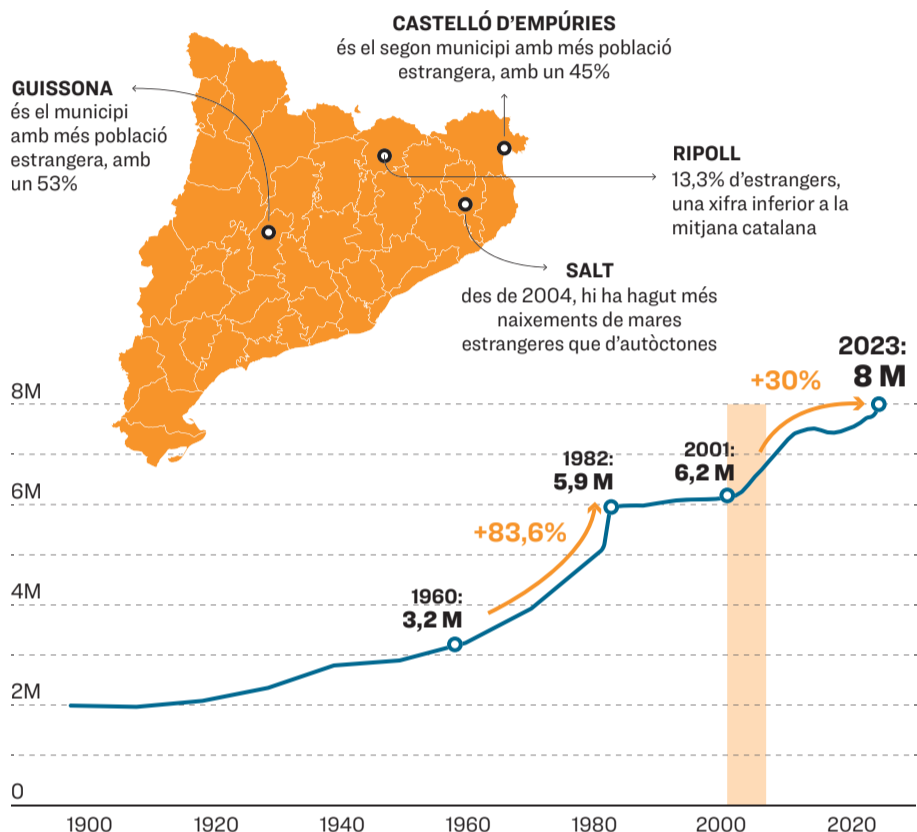 CASTELLÓ D'EMPÚRIES
és el segon municipi amb més població
estrangera, amb un 45%
GUISSONA
és el municipi
amb més població
estrangera, amb
un 53%
RIPOLL
13,3% d'estrangers,
una xifra inferior a la
mitjana catalana
SALT
des de 2004, hi ha hagut més
naixements de mares
estrangeres que d'autòctones
2023:
8 M
+30%
8M
1982:
5,9 M
2001:
6,2 M
6M
+83,6%
1960:
3,2 M
4M
2M
0
1900 1920 1940 1960 1980 2000 2020